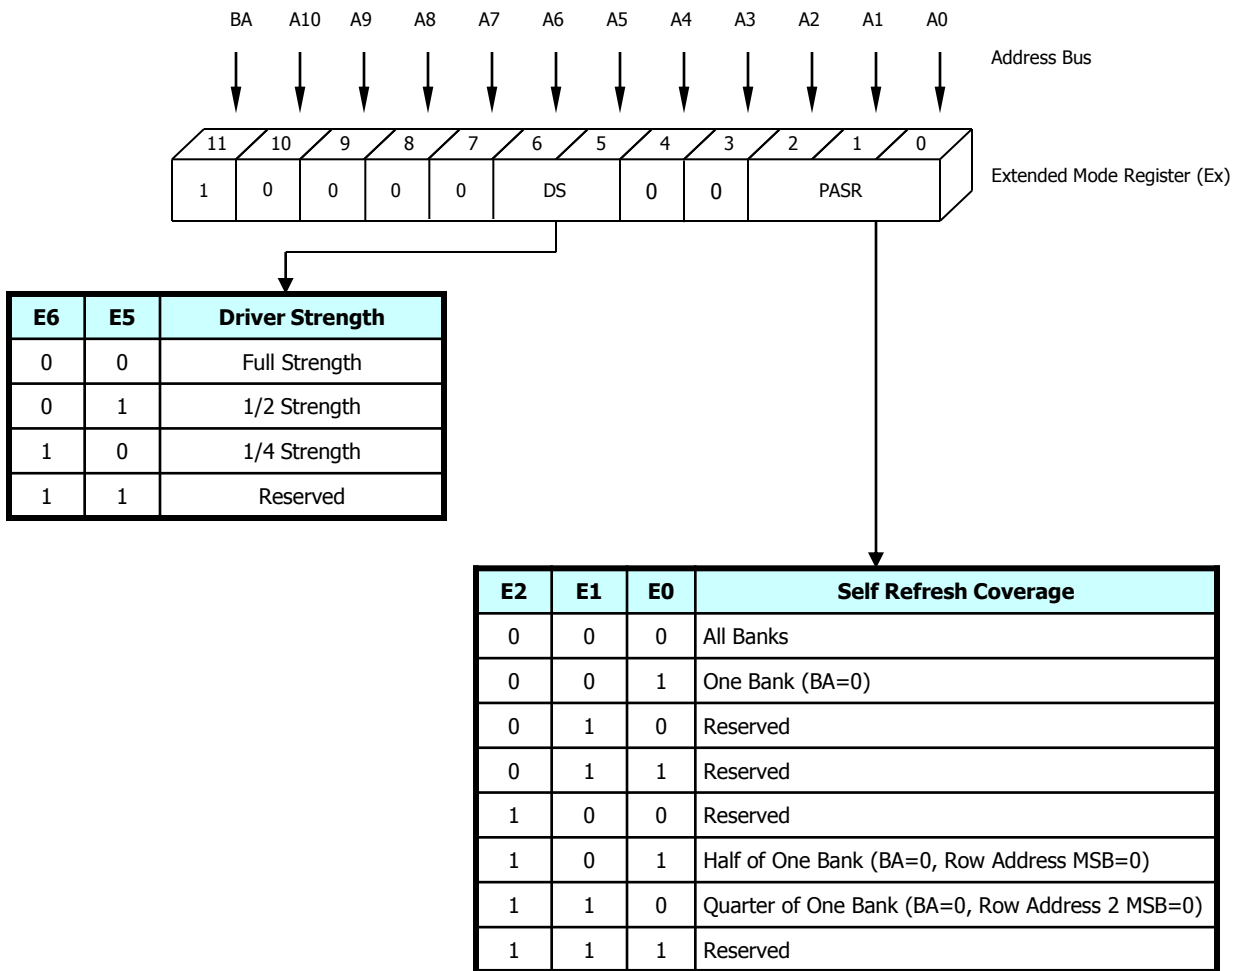 BA A10 A9 A8 A7 A6 A5 A4 A3 A2 A1 A0
Address Bus
11 10 9 8 7 6 5 4 3 2 1 0
Extended Mode Register (Ex)
1 0 0 0 0 DS 0 0 PASR
E6 E5 Driver Strength
0 0 Full Strength
0 1 1/2 Strength
1 0 1/4 Strength
1 1 Reserved
E2 E1 E0 Self Refresh Coverage
0 0 0 All Banks
0 0 1 One Bank (BA=0)
0 1 0 Reserved
0 1 1 Reserved
1 0 0 Reserved
1 0 1 Half of One Bank (BA=0, Row Address MSB=0)
1 1 0 Quarter of One Bank (BA=0, Row Address 2 MSB=0)
1 1 1 Reserved